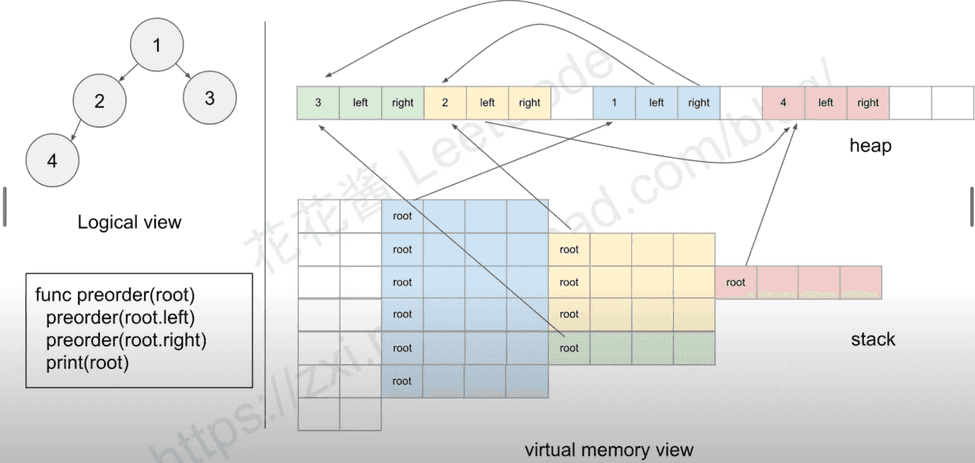 1
2
3
4
Logical view
func preorder(root)
preorder(root.left)
preorder(root.right)
print(root)
3 left right 2 left right 1 left right 4 left right
heap
root
root root
root root root
root root
root root
root
stack
virtual memory view
花花酱 LeetCode
https://zxi.m ad.com/blog/